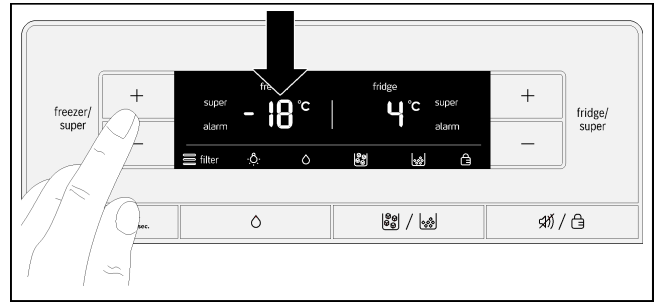 fre fridge
+ super -18 °C 4 °C super +
freezer/ fridge/
super super
alarm alarm
− −
filter
sec.
/ /